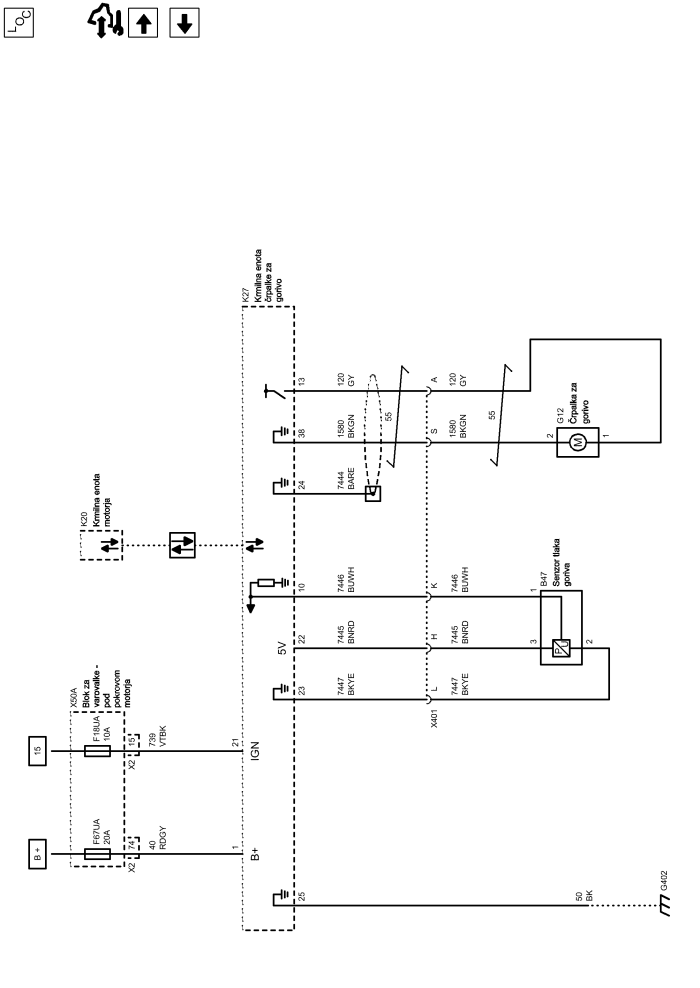 LOC
K27
Krmilna enota
črpalke za
gorivo
13
120
GY
A
120
GY
55
55
38
1580
BKGN
S
1580
BKGN
2
G12
Črpalka za
gorivo
M
1
24
7444
BARE
K20
Krmilna enota
motorja
10
7446
BUWH
K
7446
BUWH
1
B47
Senzor tlaka
goriva
5V
22
7445
BNRD
H
7445
BNRD
3
P
U
2
23
7447
BKYE
L
7447
BKYE
X401
X50A
Blok za
varovalke -
pod
pokrovom
motorja
15
F18UA
10A
15
X2
739
VTBK
21
IGN
B +
F67UA
20A
74
X2
40
RDGY
1
B+
25
50
BK
G402